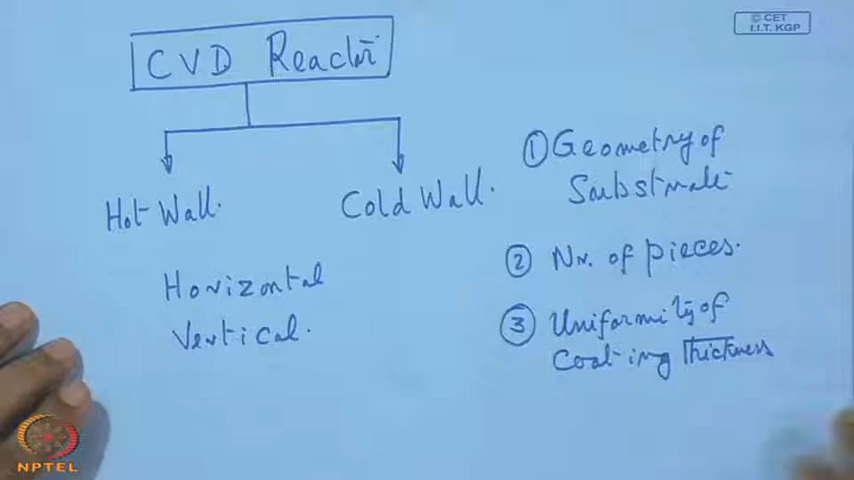 © CET
I.I.T. KGP
CVD Reactor
Hot Wall.
Cold Wall.
Horizontal
Vertical.
① Geometry of
Substrate
② Nr. of pieces.
③ Uniformity of
Coating Thickness
NPTEL